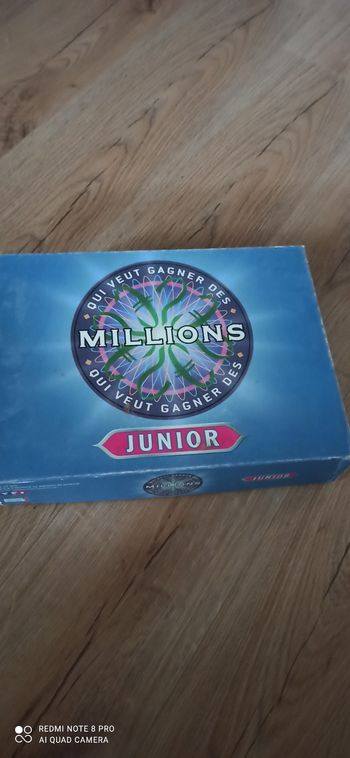 QUI VEUT GAGNER DES
MILLIONS
QUI VEUT GAGNER DES
JUNIOR
MILLIONS
JUNIOR
REDMI NOTE 8 PRO
AI QUAD CAMERA